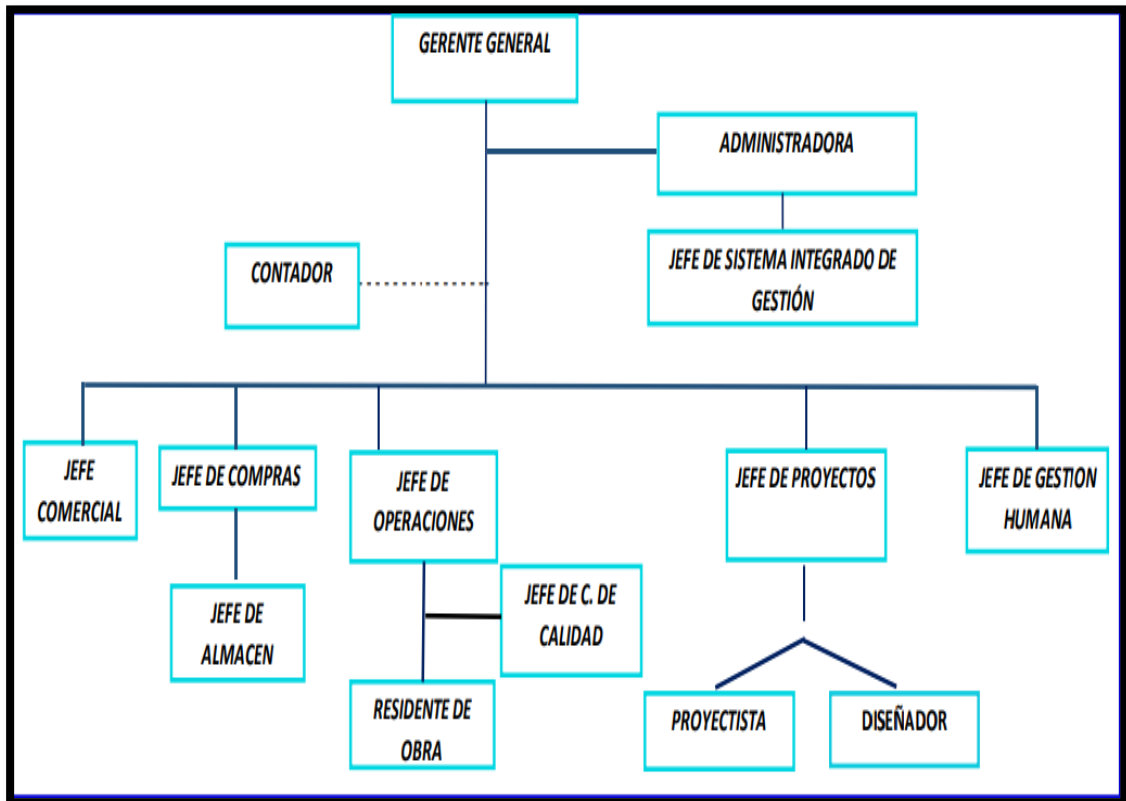 GERENTE GENERAL
ADMINISTRADORA
CONTADOR
JEFE DE SISTEMA INTEGRADO DE
GESTIÓN
JEFE
COMERCIAL
JEFE DE COMPRAS
JEFE DE
OPERACIONES
JEFE DE PROYECTOS
JEFE DE GESTION
HUMANA
JEFE DE
ALMACEN
JEFE DE C. DE
CALIDAD
RESIDENTE DE
OBRA
PROYECTISTA
DISEÑADOR